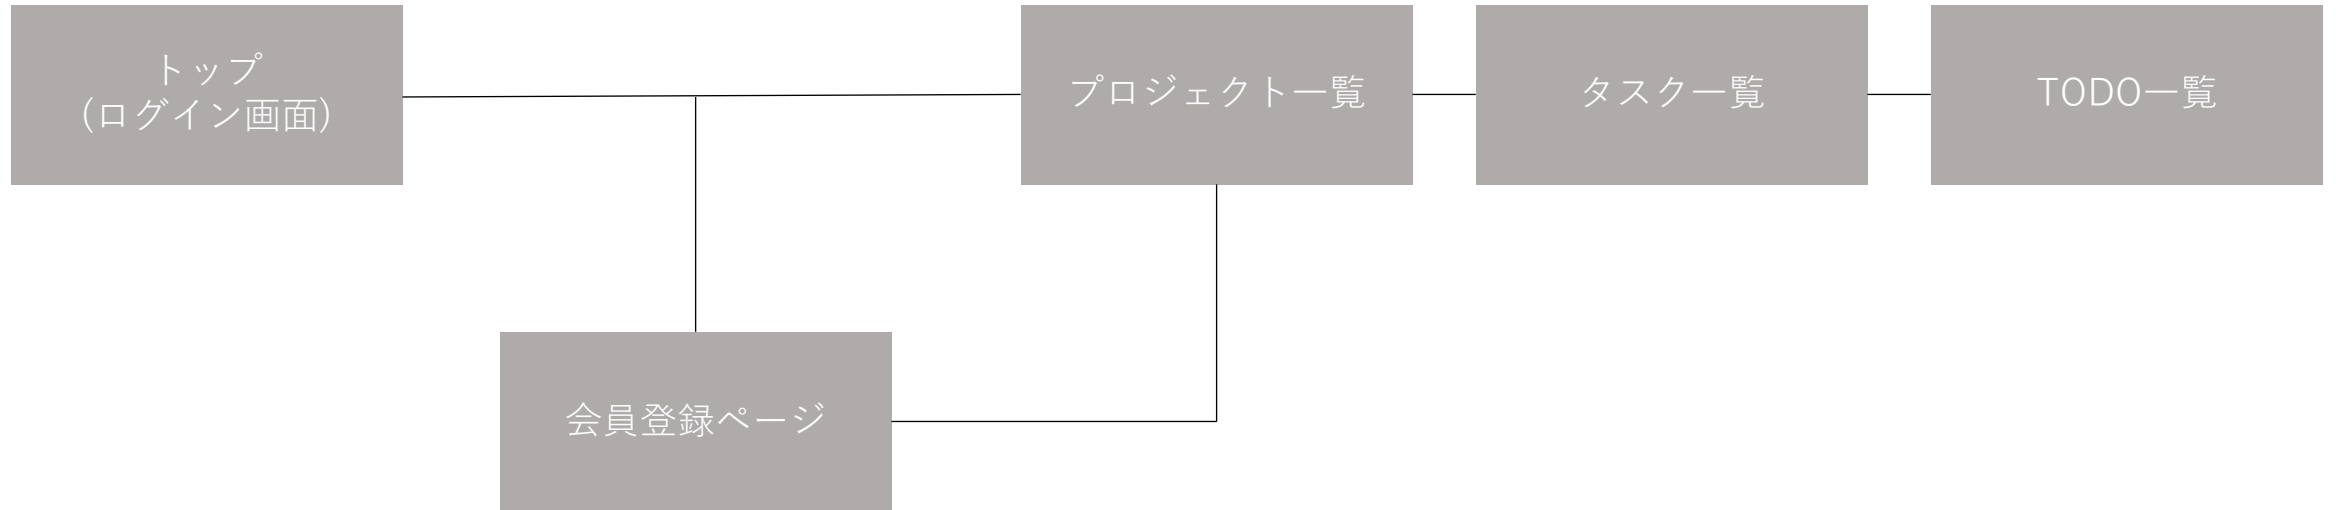 トップ
（ログイン画面）
プロジェクト一覧
タスク一覧
TODO一覧
会員登録ページ